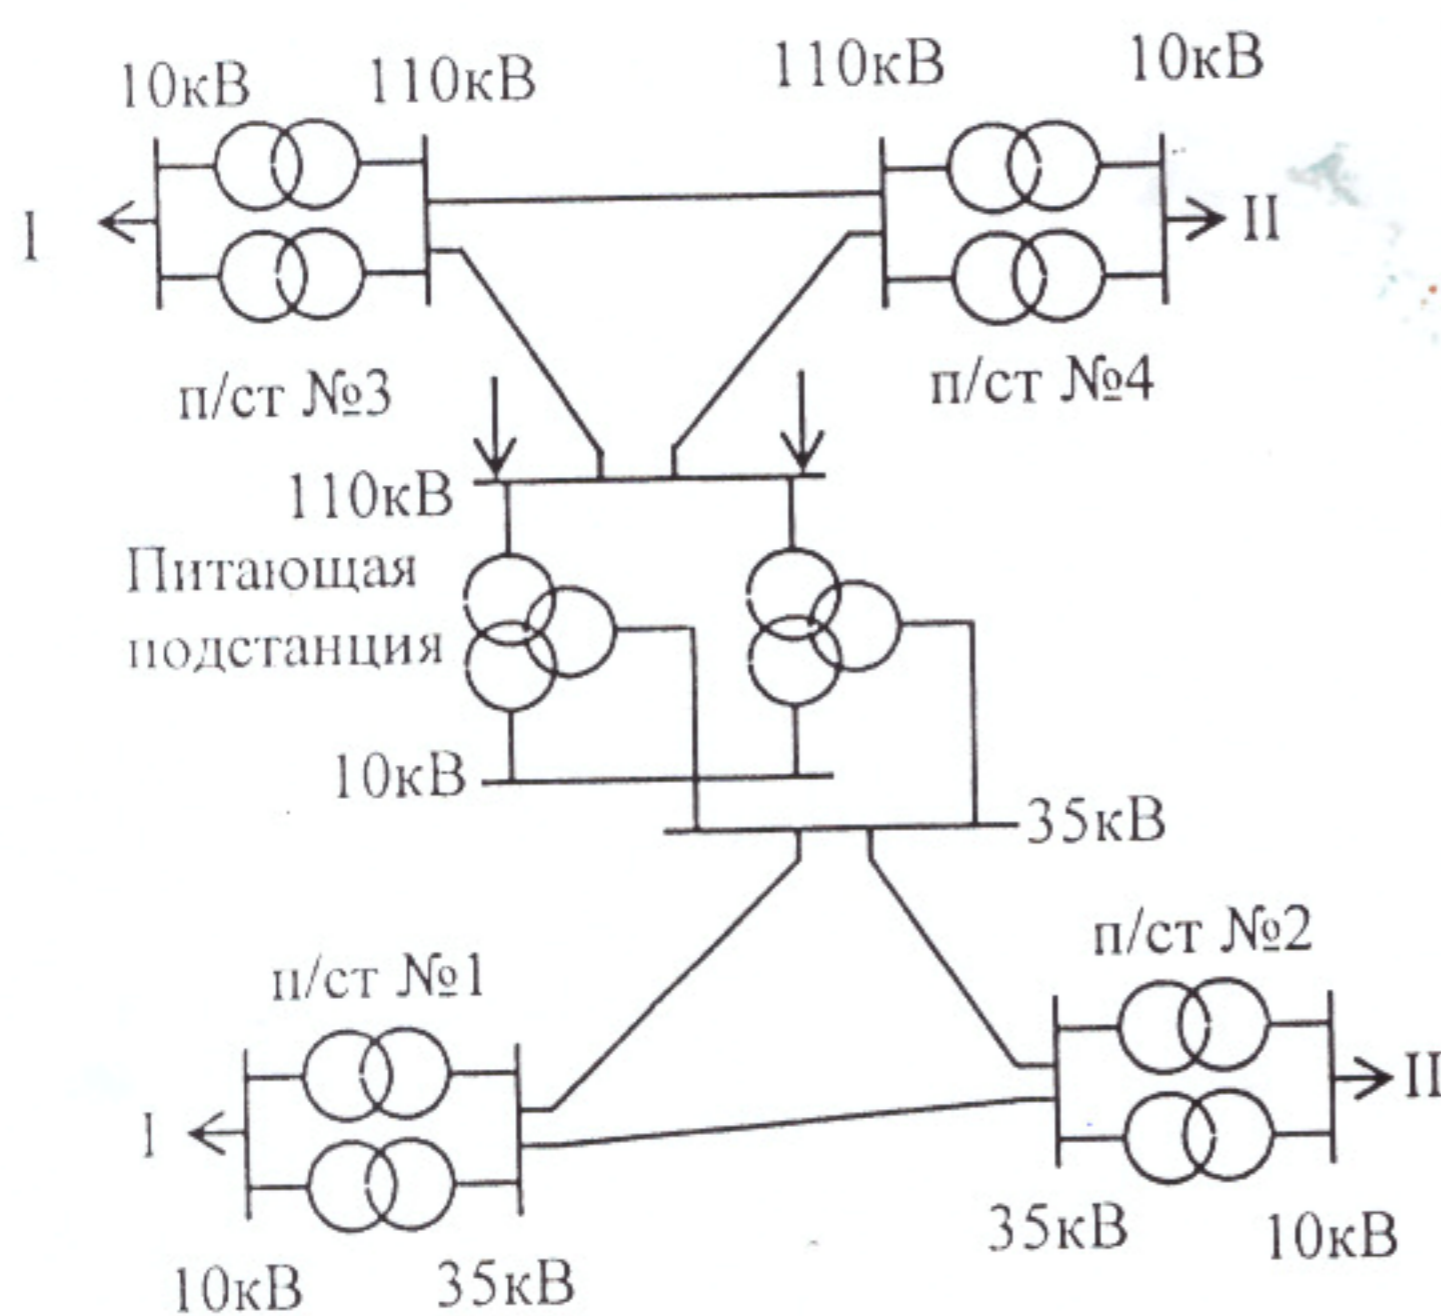 10кВ 110кВ 110кВ 10кВ
I II
п/ст №3 п/ст №4
110кВ
Питающая
подстанция
10кВ
35кВ
п/ст №2
п/ст №1
I II
35кВ 10кВ
10кВ 35кВ